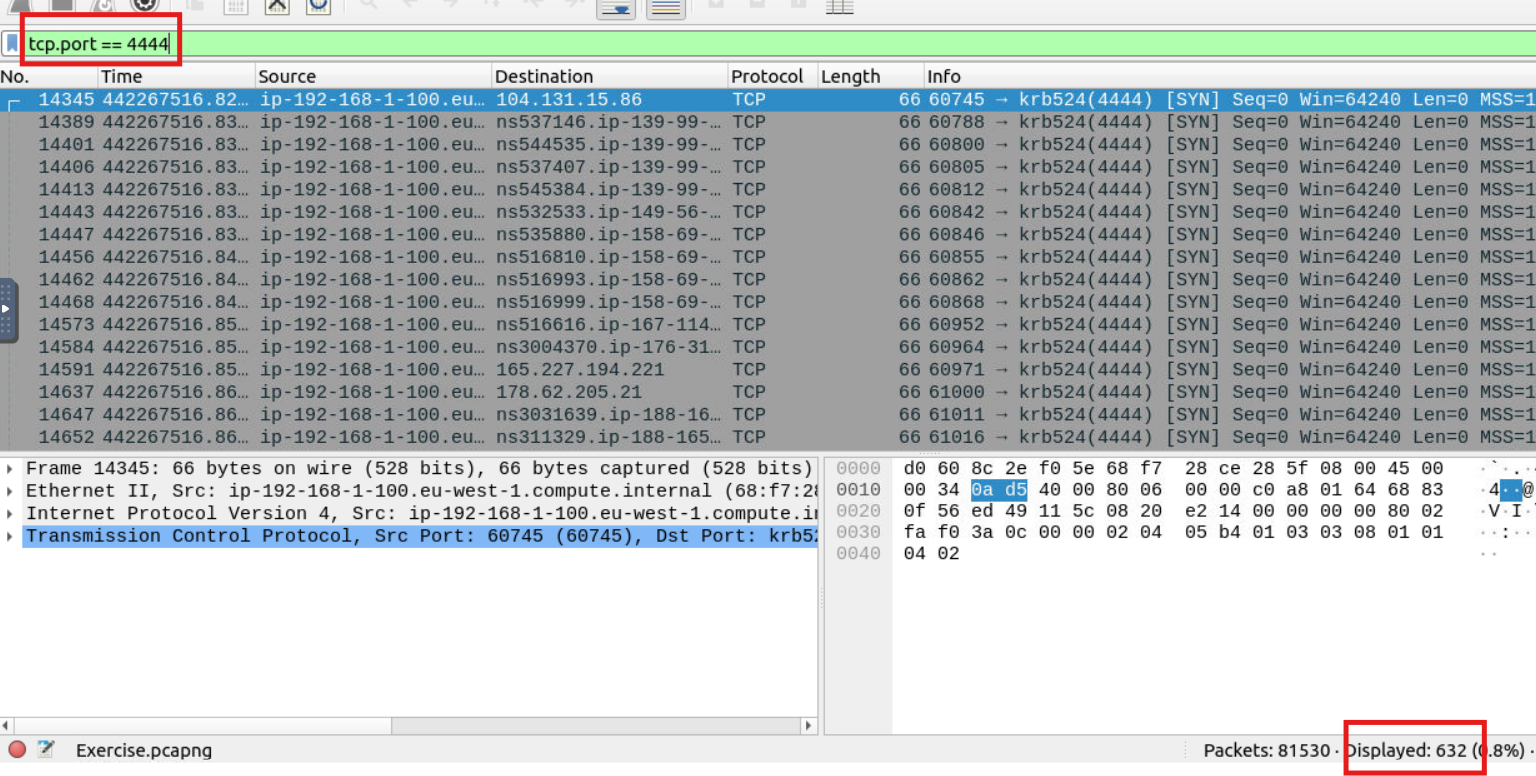 tcp.port == 4444
No. Time Source Destination Protocol Length Info
14345 442267516.82… ip-192-168-1-100.eu… 104.131.15.86 TCP 66 60745 → krb524(4444) [SYN] Seq=0 Win=64240 Len=0 MSS=1
14389 442267516.83… ip-192-168-1-100.eu… ns537146.ip-139-99-… TCP 66 60788 → krb524(4444) [SYN] Seq=0 Win=64240 Len=0 MSS=1
14401 442267516.83… ip-192-168-1-100.eu… ns544535.ip-139-99-… TCP 66 60800 → krb524(4444) [SYN] Seq=0 Win=64240 Len=0 MSS=1
14406 442267516.83… ip-192-168-1-100.eu… ns537407.ip-139-99-… TCP 66 60805 → krb524(4444) [SYN] Seq=0 Win=64240 Len=0 MSS=1
14413 442267516.83… ip-192-168-1-100.eu… ns545384.ip-139-99-… TCP 66 60812 → krb524(4444) [SYN] Seq=0 Win=64240 Len=0 MSS=1
14443 442267516.83… ip-192-168-1-100.eu… ns532533.ip-149-56-… TCP 66 60842 → krb524(4444) [SYN] Seq=0 Win=64240 Len=0 MSS=1
14447 442267516.83… ip-192-168-1-100.eu… ns535880.ip-158-69-… TCP 66 60846 → krb524(4444) [SYN] Seq=0 Win=64240 Len=0 MSS=1
14456 442267516.84… ip-192-168-1-100.eu… ns516810.ip-158-69-… TCP 66 60855 → krb524(4444) [SYN] Seq=0 Win=64240 Len=0 MSS=1
14462 442267516.84… ip-192-168-1-100.eu… ns516993.ip-158-69-… TCP 66 60862 → krb524(4444) [SYN] Seq=0 Win=64240 Len=0 MSS=1
14468 442267516.84… ip-192-168-1-100.eu… ns516999.ip-158-69-… TCP 66 60868 → krb524(4444) [SYN] Seq=0 Win=64240 Len=0 MSS=1
14573 442267516.85… ip-192-168-1-100.eu… ns516616.ip-167-114… TCP 66 60952 → krb524(4444) [SYN] Seq=0 Win=64240 Len=0 MSS=1
14584 442267516.85… ip-192-168-1-100.eu… ns3004370.ip-176-31… TCP 66 60964 → krb524(4444) [SYN] Seq=0 Win=64240 Len=0 MSS=1
14591 442267516.85… ip-192-168-1-100.eu… 165.227.194.221 TCP 66 60971 → krb524(4444) [SYN] Seq=0 Win=64240 Len=0 MSS=1
14637 442267516.86… ip-192-168-1-100.eu… 178.62.205.21 TCP 66 61000 → krb524(4444) [SYN] Seq=0 Win=64240 Len=0 MSS=1
14647 442267516.86… ip-192-168-1-100.eu… ns3031639.ip-188-16… TCP 66 61011 → krb524(4444) [SYN] Seq=0 Win=64240 Len=0 MSS=1
14652 442267516.86… ip-192-168-1-100.eu… ns311329.ip-188-165… TCP 66 61016 → krb524(4444) [SYN] Seq=0 Win=64240 Len=0 MSS=1
Frame 14345: 66 bytes on wire (528 bits), 66 bytes captured (528 bits)
Ethernet II, Src: ip-192-168-1-100.eu-west-1.compute.internal (68:f7:28
Internet Protocol Version 4, Src: ip-192-168-1-100.eu-west-1.compute.in
Transmission Control Protocol, Src Port: 60745 (60745), Dst Port: krb52
0000 d0 60 8c 2e f0 5e 68 f7 28 ce 28 5f 08 00 45 00 ·`·.·
0010 00 34 0a d5 40 00 80 06 00 00 c0 a8 01 64 68 83 ·4··@
0020 0f 56 ed 49 11 5c 08 20 e2 14 00 00 00 00 80 02 ·V·I·
0030 fa f0 3a 0c 00 00 02 04 05 b4 01 03 03 08 01 01 ··:··
0040 04 02 ··
Exercise.pcapng
Packets: 81530 · Displayed: 632 (0.8%) ·